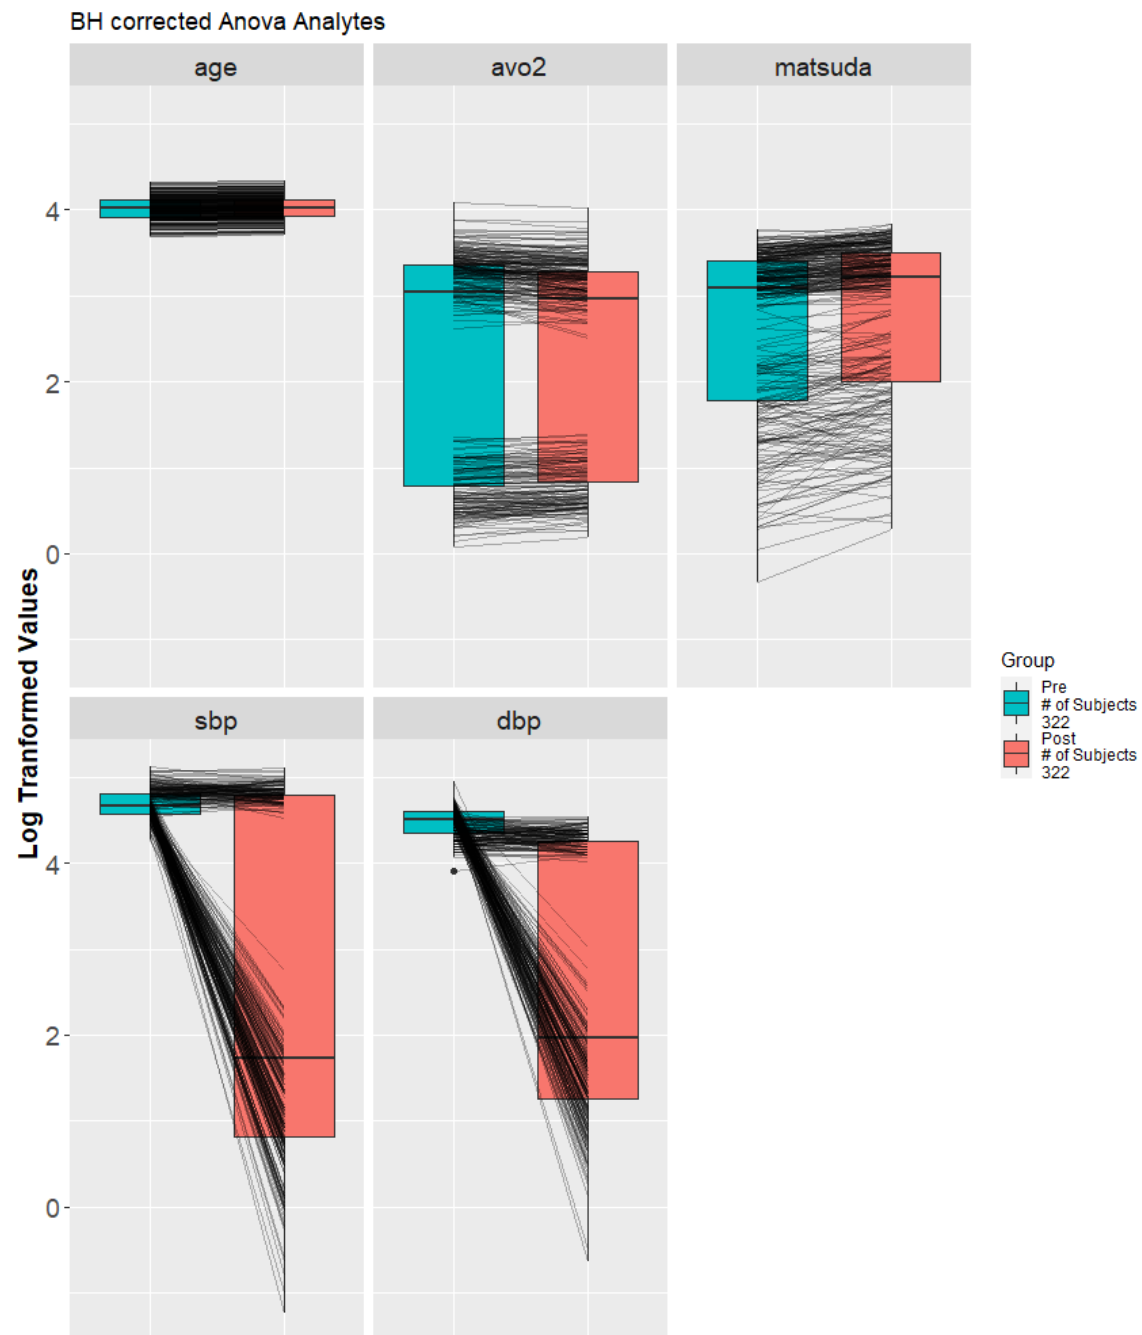 BH corrected Anova Analytes
age
avo2
matsuda
4
2
0
sbp
dbp
4
2
0
Log Tranformed Values
Group
Pre
# of Subjects
322
Post
# of Subjects
322